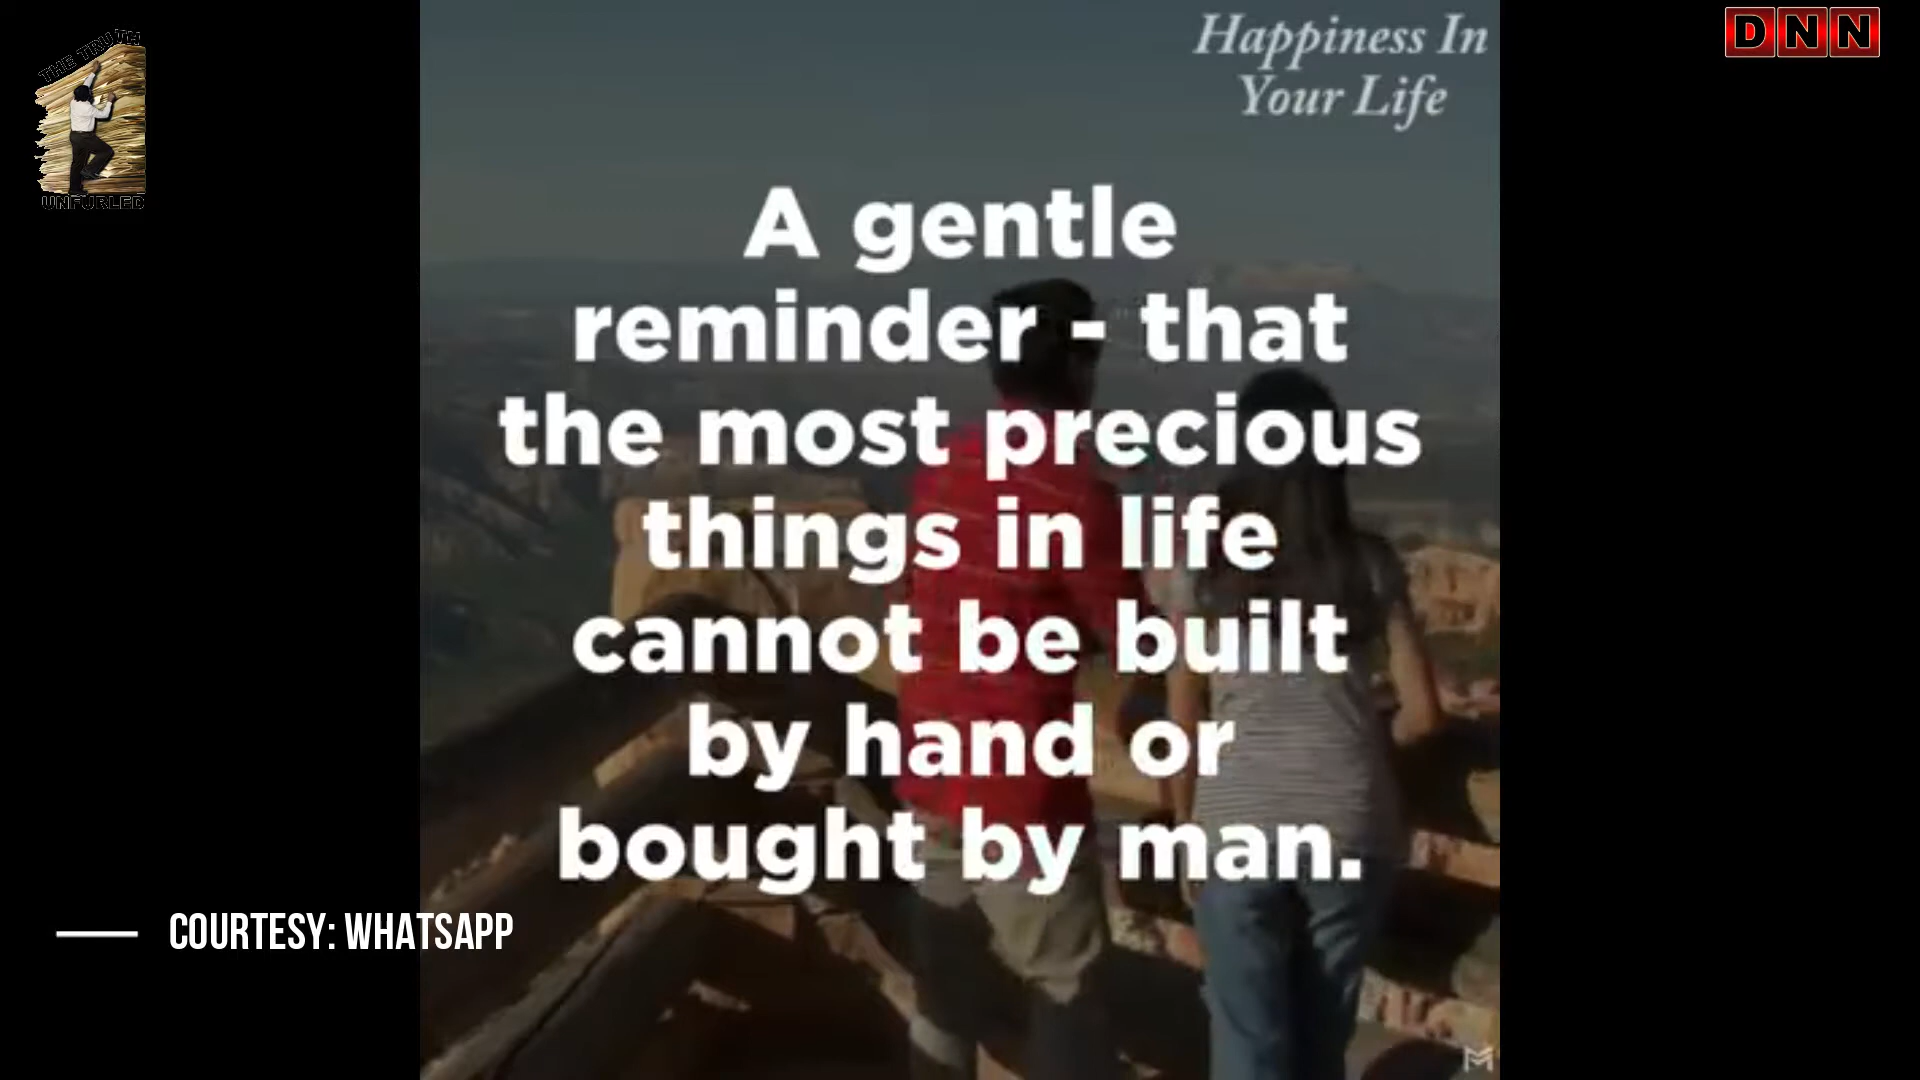 THE TRUTH
UNFURLED
Happiness In
Your Life
DNN
A gentle
reminder - that
the most precious
things in life
cannot be built
by hand or
bought by man.
COURTESY: WHATSAPP